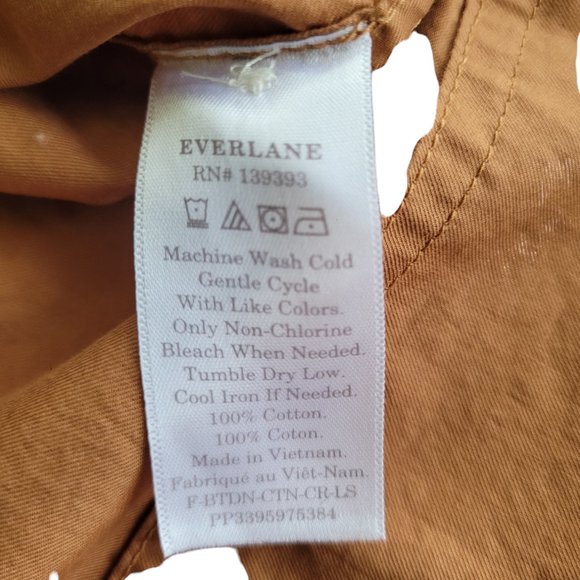 EVERLANE
RN# 139393
Machine Wash Cold
Gentle Cycle
With Like Colors.
Only Non-Chlorine
Bleach When Needed.
Tumble Dry Low.
Cool Iron If Needed.
100% Cotton.
100% Coton.
Made in Vietnam.
Fabriqué au Viêt-Nam.
F-BTDN-CTN-CR-LS
PP3395975384